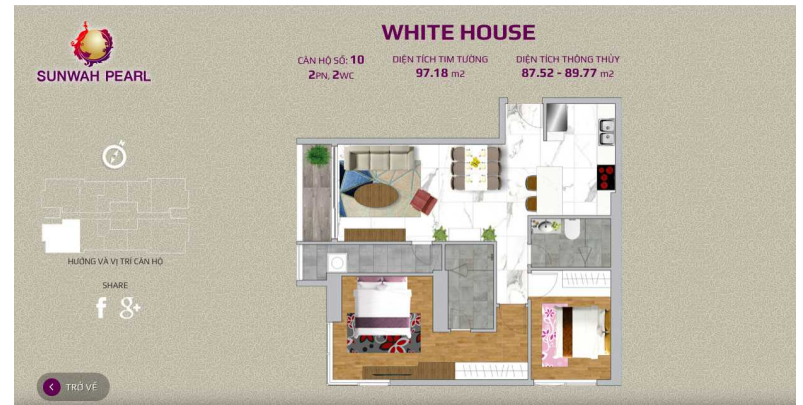 WHITE HOUSE
SUNWAH PEARL
CĂN HỘ SỐ: 10
2PN, 2WC
DIỆN TÍCH TIM TƯỜNG
97.18 m2
DIỆN TÍCH THÔNG THỦY
87.52 - 89.77 m2
HƯỚNG VÀ VỊ TRÍ CĂN HỘ
SHARE
f g+
TRỞ VỀ